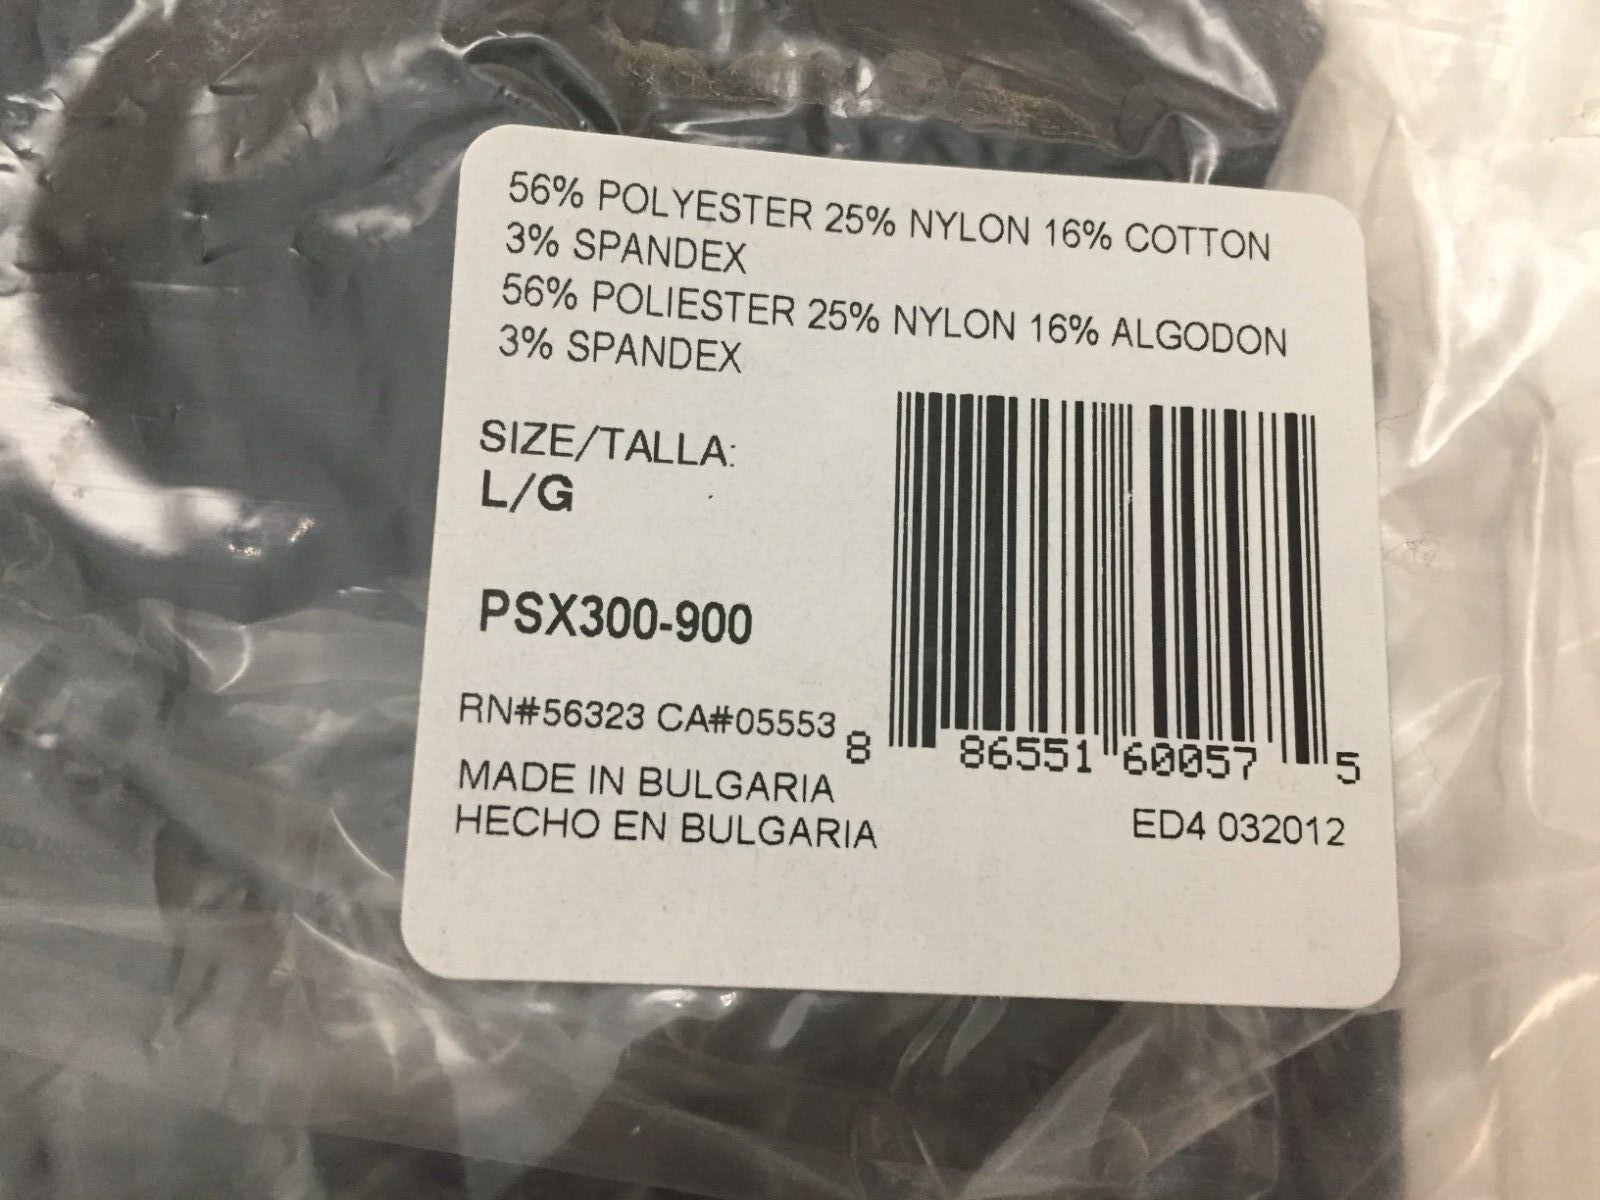 56% POLYESTER 25% NYLON 16% COTTON
3% SPANDEX
56% POLIESTER 25% NYLON 16% ALGODON
3% SPANDEX
SIZE/TALLA:
L/G
PSX300-900
RN#56323 CA#05553
8 86551 60057 5
MADE IN BULGARIA
HECHO EN BULGARIA
ED4 032012